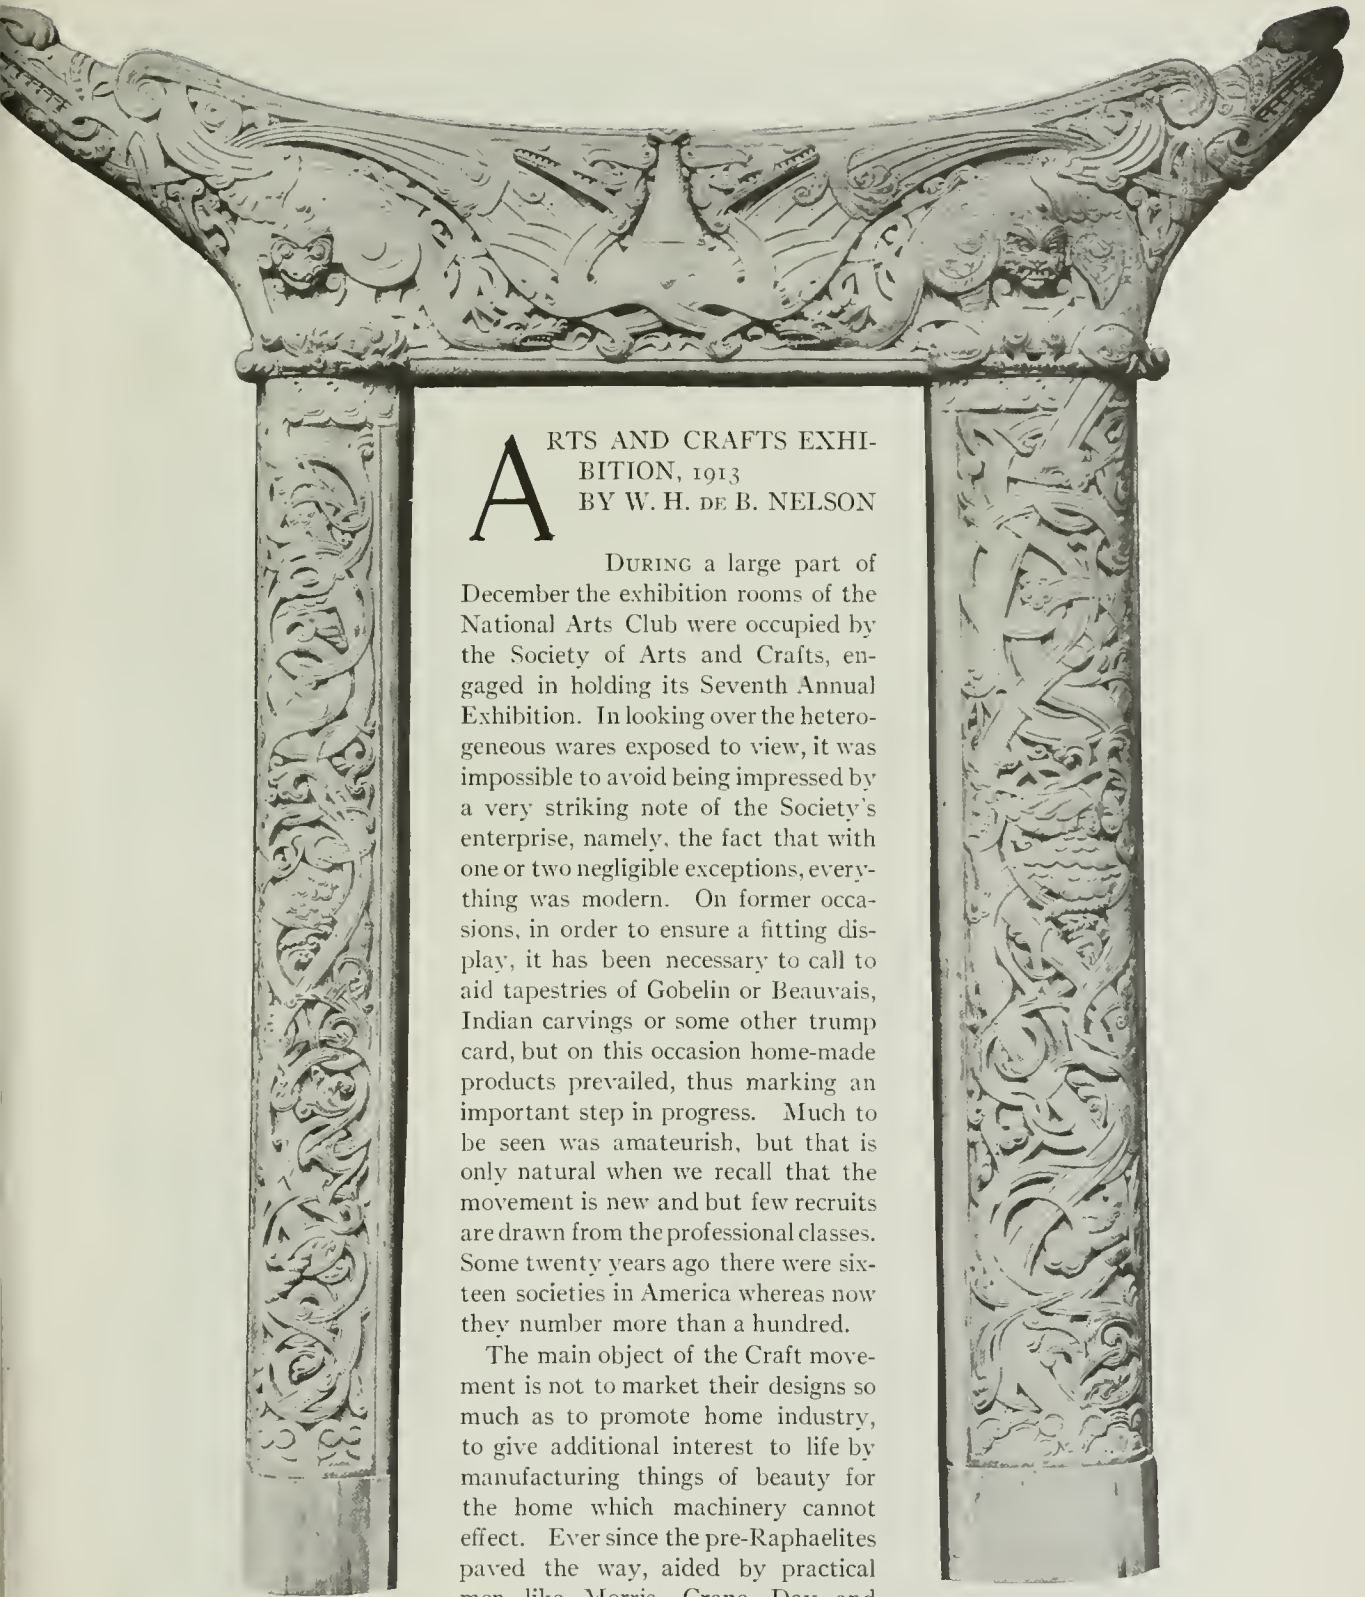 ARTS AND CRAFTS EXHI-
BITION, 1913
BY W. H. DE B. NELSON
DURING a large part of
December the exhibition rooms of the
National Arts Club were occupied by
the Society of Arts and Crafts, en-
gaged in holding its Seventh Annual
Exhibition. In looking over the hetero-
geneous wares exposed to view, it was
impossible to avoid being impressed by
a very striking note of the Society's
enterprise, namely, the fact that with
one or two negligible exceptions, every-
thing was modern. On former occa-
sions, in order to ensure a fitting dis-
play, it has been necessary to call to
aid tapestries of Gobelin or Beauvais,
Indian carvings or some other trump
card, but on this occasion home-made
products prevailed, thus marking an
important step in progress. Much to
be seen was amateurish, but that is
only natural when we recall that the
movement is new and but few recruits
are drawn from the professional classes.
Some twenty years ago there were six-
teen societies in America whereas now
they number more than a hundred.
The main object of the Craft move-
ment is not to market their designs so
much as to promote home industry,
to give additional interest to life by
manufacturing things of beauty for
the home which machinery cannot
effect. Ever since the pre-Raphaelites
paved the way, aided by practical
men like Morris, Crane, Day and